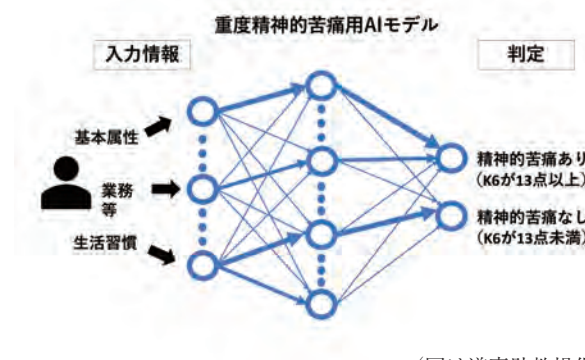 重度精神的苦痛用AIモデル
入力情報
判定
基本属性
業務
等
生活習慣
精神的苦痛あり
(K6が13点以上)
精神的苦痛なし
(K6が13点未満)